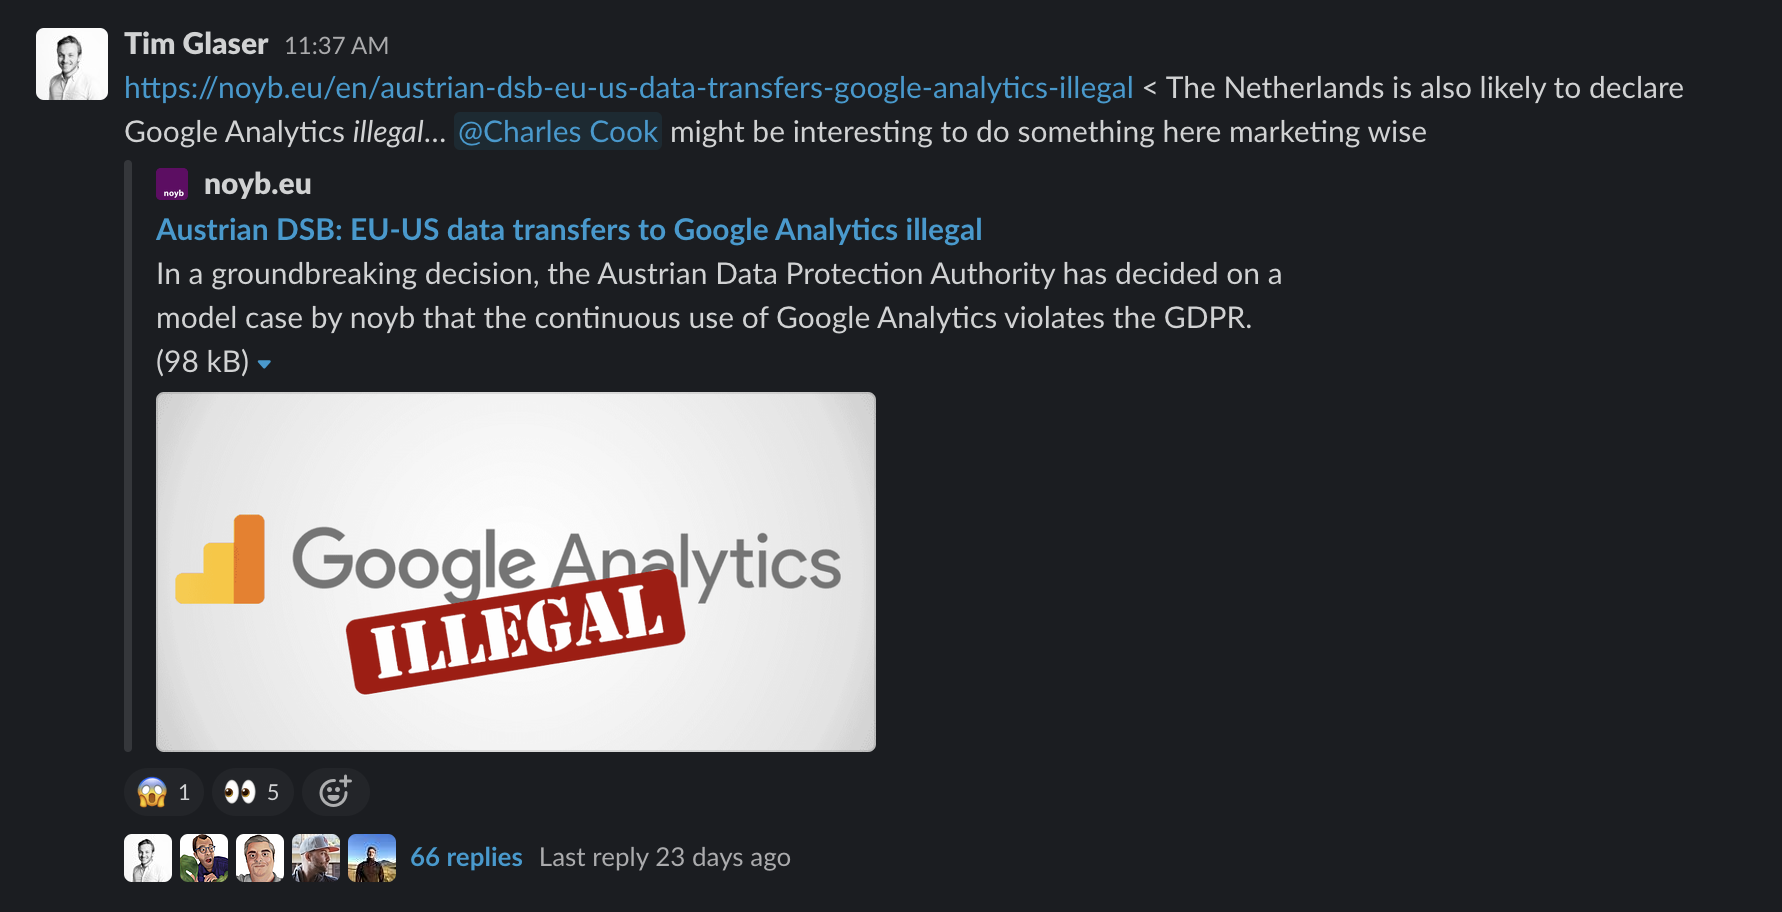 Tim Glaser 11:37 AM
https://noyb.eu/en/austrian-dsb-eu-us-data-transfers-google-analytics-illegal < The Netherlands is also likely to declare
Google Analytics illegal... @Charles Cook might be interesting to do something here marketing wise
noyb noyb.eu
Austrian DSB: EU-US data transfers to Google Analytics illegal
In a groundbreaking decision, the Austrian Data Protection Authority has decided on a
model case by noyb that the continuous use of Google Analytics violates the GDPR.
(98 kB)
Google Analytics
ILLEGAL
1 5
66 replies Last reply 23 days ago